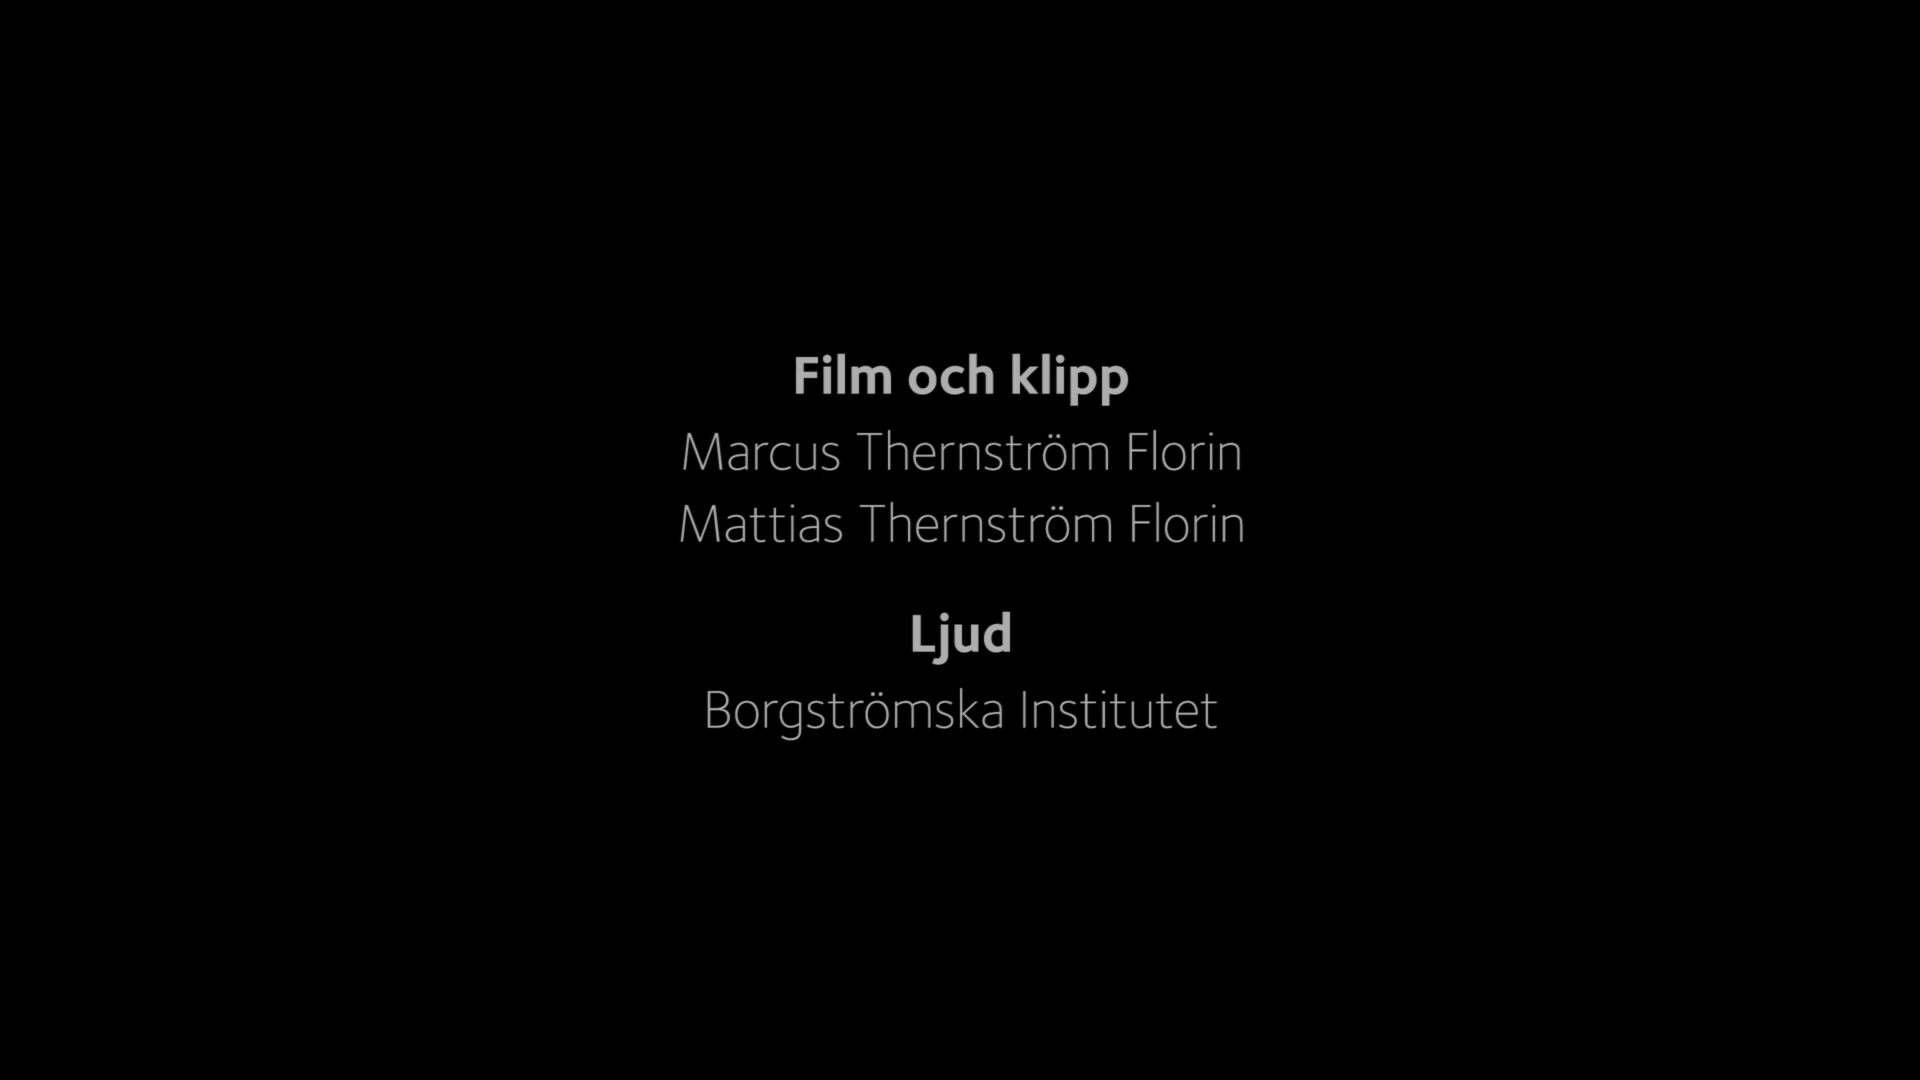 Film och klipp
Marcus Thernström Florin
Mattias Thernström Florin
Ljud
Borgströmska Institutet